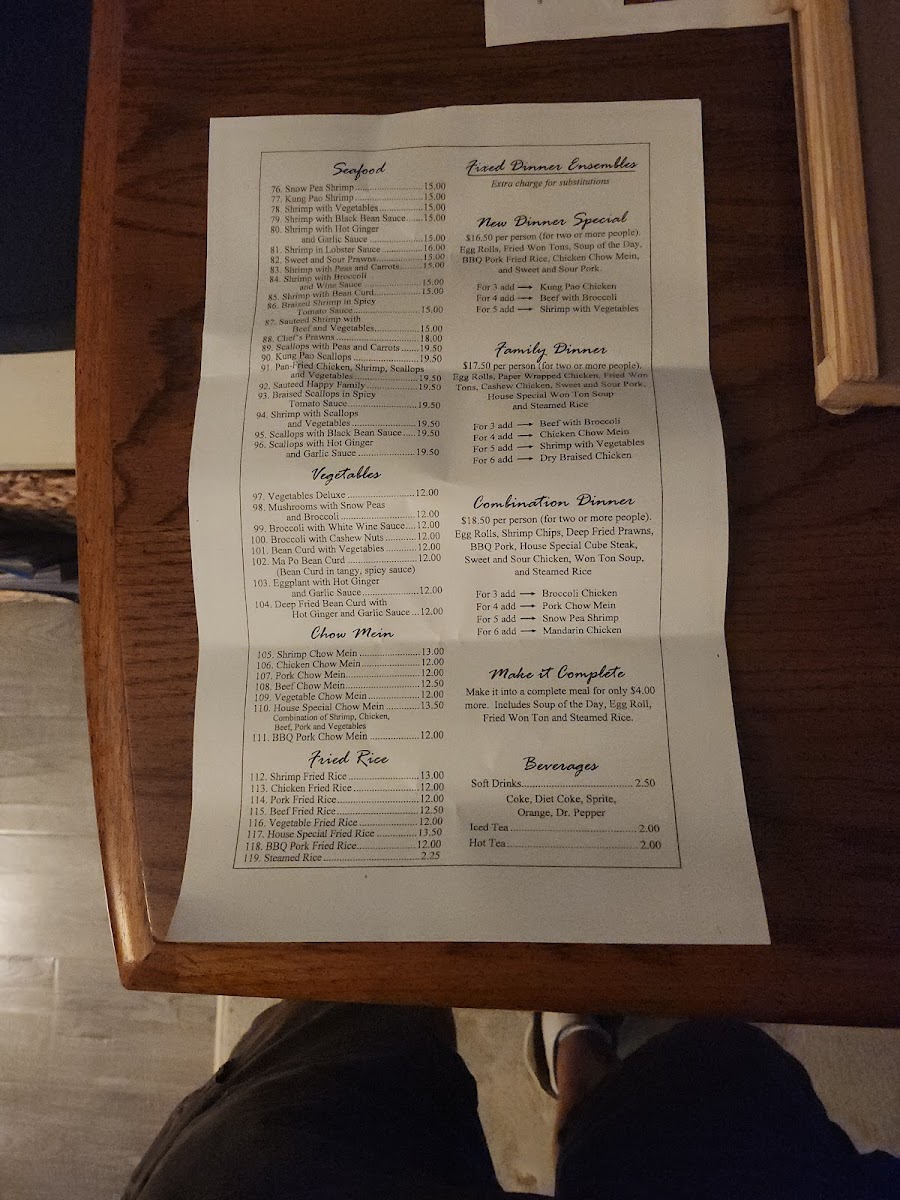 Seafood
76. Snow Pea Shrimp 15.00
77. Kung Pao Shrimp 15.00
78. Shrimp with Vegetables 15.00
79. Shrimp with Black Bean Sauce 15.00
80. Shrimp with Hot Ginger
and Garlic Sauce 15.00
81. Shrimp in Lobster Sauce 16.00
82. Sweet and Sour Prawns 15.00
83. Shrimp with Peas and Carrots 15.00
84. Shrimp with Broccoli
and Wine Sauce 15.00
85. Shrimp with Bean Curd 15.00
86. Braised Shrimp in Spicy
Tomato Sauce 15.00
87. Sauteed Shrimp with
Beef and Vegetables 15.00
88. Chef's Prawns 18.00
89. Scallops with Peas and Carrots 19.50
90. Kung Pao Scallops 19.50
91. Pan-Fried Chicken, Shrimp, Scallops
and Vegetables 19.50
92. Sauteed Happy Family 19.50
93. Braised Scallops in Spicy
Tomato Sauce 19.50
94. Shrimp with Scallops
and Vegetables 19.50
95. Scallops with Black Bean Sauce 19.50
96. Scallops with Hot Ginger
and Garlic Sauce 19.50
Vegetables
97. Vegetables Deluxe 12.00
98. Mushrooms with Snow Peas
and Broccoli 12.00
99. Broccoli with White Wine Sauce 12.00
100. Broccoli with Cashew Nuts 12.00
101. Bean Curd with Vegetables 12.00
102. Ma Po Bean Curd 12.00
(Bean Curd in tangy, spicy sauce)
103. Eggplant with Hot Ginger
and Garlic Sauce 12.00
104. Deep Fried Bean Curd with
Hot Ginger and Garlic Sauce 12.00
Chow Mein
105. Shrimp Chow Mein 13.00
106. Chicken Chow Mein 12.00
107. Pork Chow Mein 12.00
108. Beef Chow Mein 12.50
109. Vegetable Chow Mein 12.00
110. House Special Chow Mein 13.50
Combination of Shrimp, Chicken,
Beef, Pork and Vegetables
111. BBQ Pork Chow Mein 12.00
Fried Rice
112. Shrimp Fried Rice 13.00
113. Chicken Fried Rice 12.00
114. Pork Fried Rice 12.00
115. Beef Fried Rice 12.50
116. Vegetable Fried Rice 12.00
117. House Special Fried Rice 13.50
118. BBQ Pork Fried Rice 12.00
119. Steamed Rice 2.25
Fixed Dinner Ensembles
Extra charge for substitutions
New Dinner Special
$16.50 per person (for two or more people).
Egg Rolls, Fried Won Tons, Soup of the Day,
BBQ Pork Fried Rice, Chicken Chow Mein,
and Sweet and Sour Pork.
For 3 add → Kung Pao Chicken
For 4 add → Beef with Broccoli
For 5 add → Shrimp with Vegetables
Family Dinner
$17.50 per person (for two or more people).
Egg Rolls, Paper Wrapped Chicken, Fried Won
Tons, Cashew Chicken, Sweet and Sour Pork,
House Special Won Ton Soup
and Steamed Rice
For 3 add → Beef with Broccoli
For 4 add → Chicken Chow Mein
For 5 add → Shrimp with Vegetables
For 6 add → Dry Braised Chicken
Combination Dinner
$18.50 per person (for two or more people).
Egg Rolls, Shrimp Chips, Deep Fried Prawns,
BBQ Pork, House Special Cube Steak,
Sweet and Sour Chicken, Won Ton Soup,
and Steamed Rice
For 3 add → Broccoli Chicken
For 4 add → Pork Chow Mein
For 5 add → Snow Pea Shrimp
For 6 add → Mandarin Chicken
Make it Complete
Make it into a complete meal for only $4.00
more. Includes Soup of the Day, Egg Roll,
Fried Won Ton and Steamed Rice.
Beverages
Soft Drinks 2.50
Coke, Diet Coke, Sprite,
Orange, Dr. Pepper
Iced Tea 2.00
Hot Tea 2.00